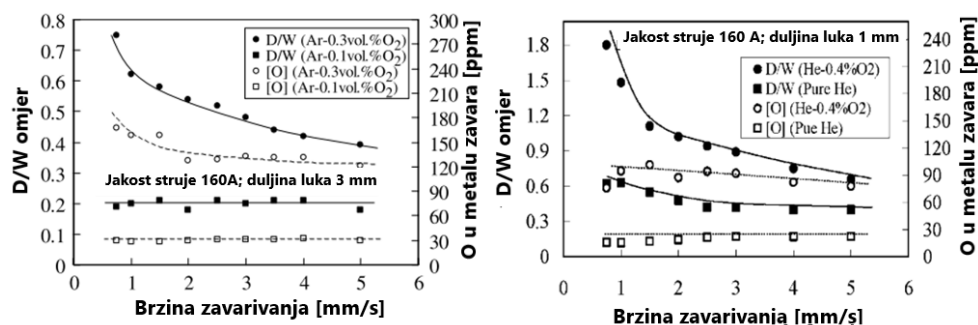 D/W omjer
0.8
0.7
0.6
0.5
0.4
0.3
0.2
0.1
0
D/W (Ar-0.3vol.%O2)
D/W (Ar-0.1vol.%O2)
[O] (Ar-0.3vol.%O2)
[O] (Ar-0.1vol.%O2)
Jakost struje 160A; duljina luka 3 mm
300
270
240
210
180
150
120
90
60
30
0
O u metalu zavara [ppm]
0 1 2 3 4 5 6
Brzina zavarivanja [mm/s]
D/W omjer
1.8
1.5
1.2
0.9
0.6
0.3
0
Jakost struje 160 A; duljina luka 1 mm
D/W (He-0.4%O2)
D/W (Pure He)
[O] (He-0.4%O2)
[O] (Pue He)
240
210
180
150
120
90
60
30
0
O u metalu zavara [ppm]
0 1 2 3 4 5 6
Brzina zavarivanja [mm/s]